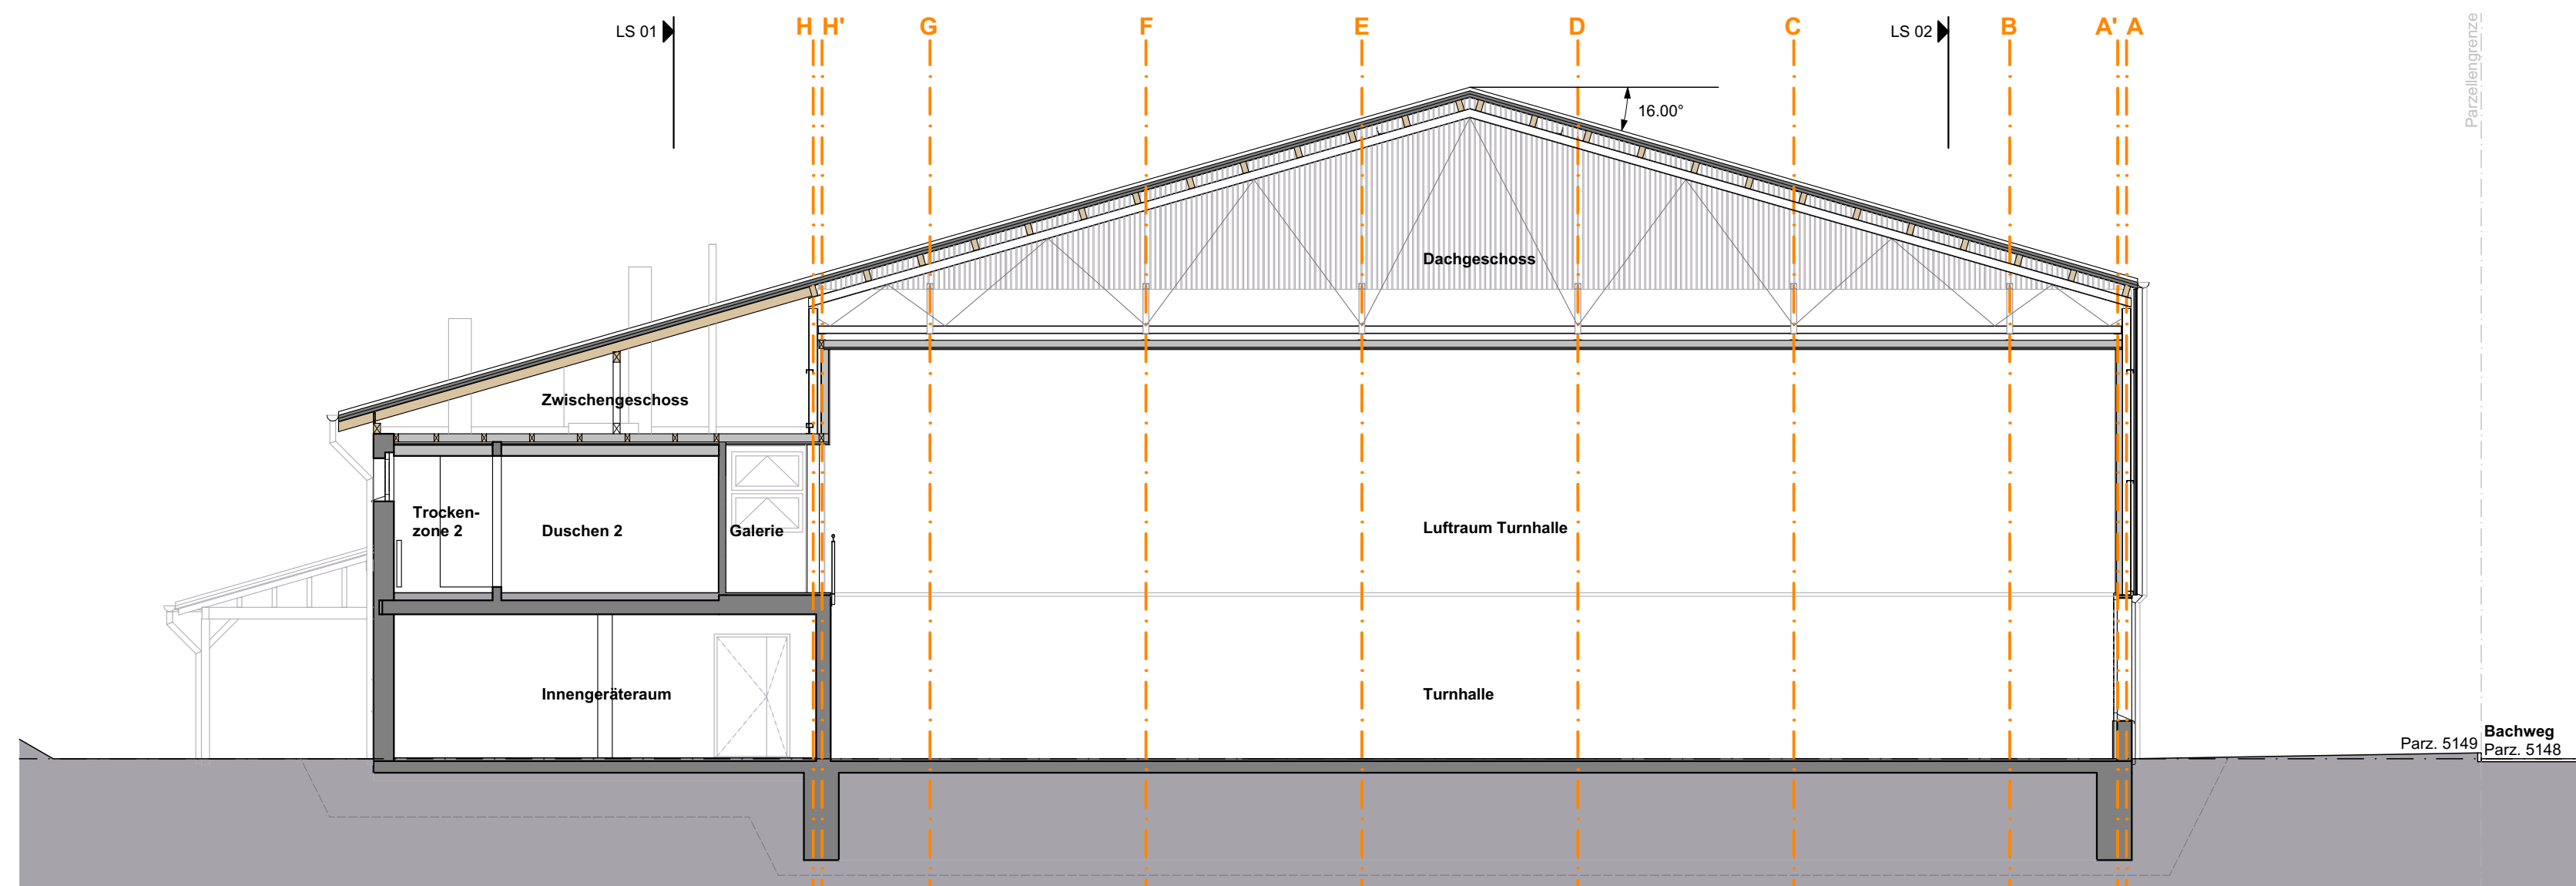 LS 01
H
H'
G
F
E
D
C
LS 02
B
A'
A
Parzellengrenze
16.00°
Dachgeschoss
Zwischengeschoss
Trocken-
zone 2
Duschen 2
Galerie
Luftraum Turnhalle
Innengeräteraum
Turnhalle
Parz. 5149
Bachweg
Parz. 5148